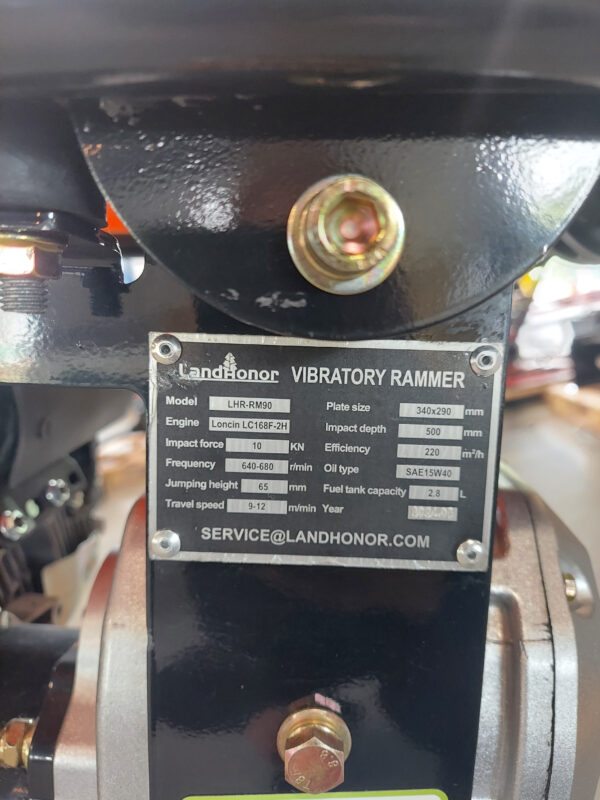 LandHonor VIBRATORY RAMMER
Model LHR-RM90
Engine Loncin LC168F-2H
Impact force 10 KN
Frequency 640-680 r/min
Jumping height 65 mm
Travel speed 9-12 m/min
Plate size 340x290 mm
Impact depth 500 mm
Efficiency 220 m²/h
Oil type SAE15W40
Fuel tank capacity 2.8 L
Year
SERVICE@LANDHONOR.COM
8.8